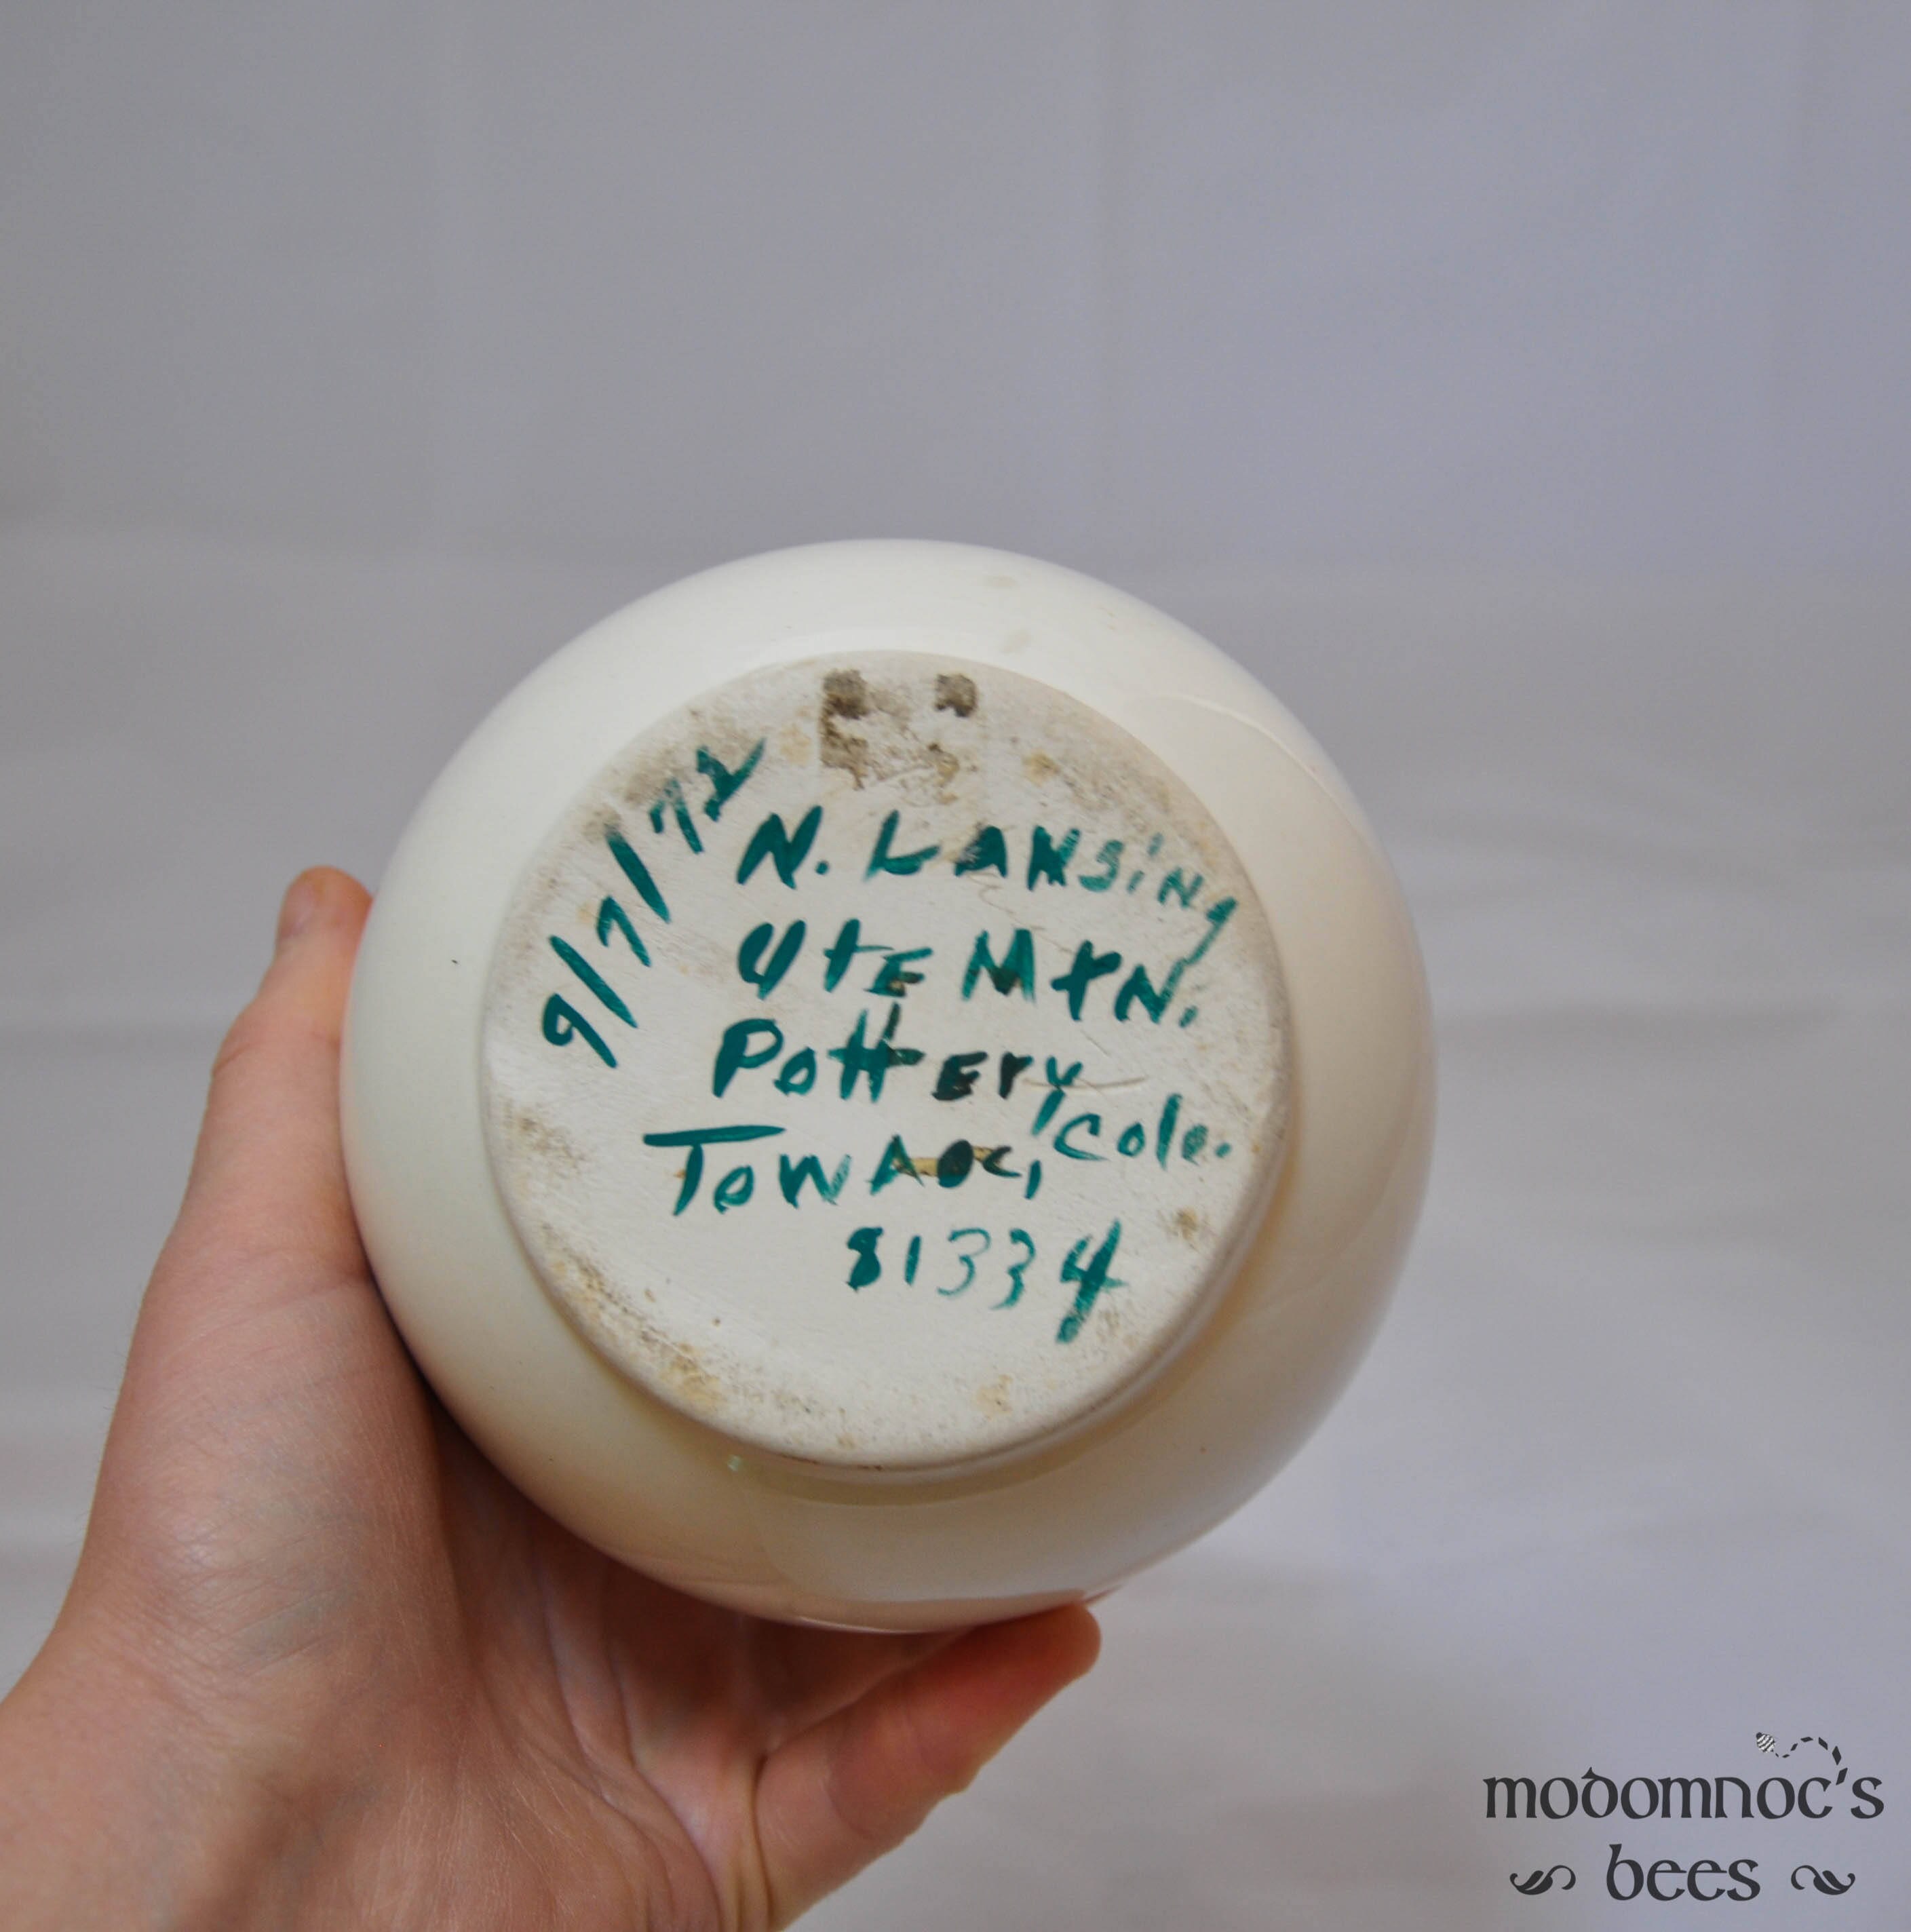 9/7/72
N. LANSing
Ute MtN.
Pottery
Towaoc, Colo.
81334
modomnoc's
bees